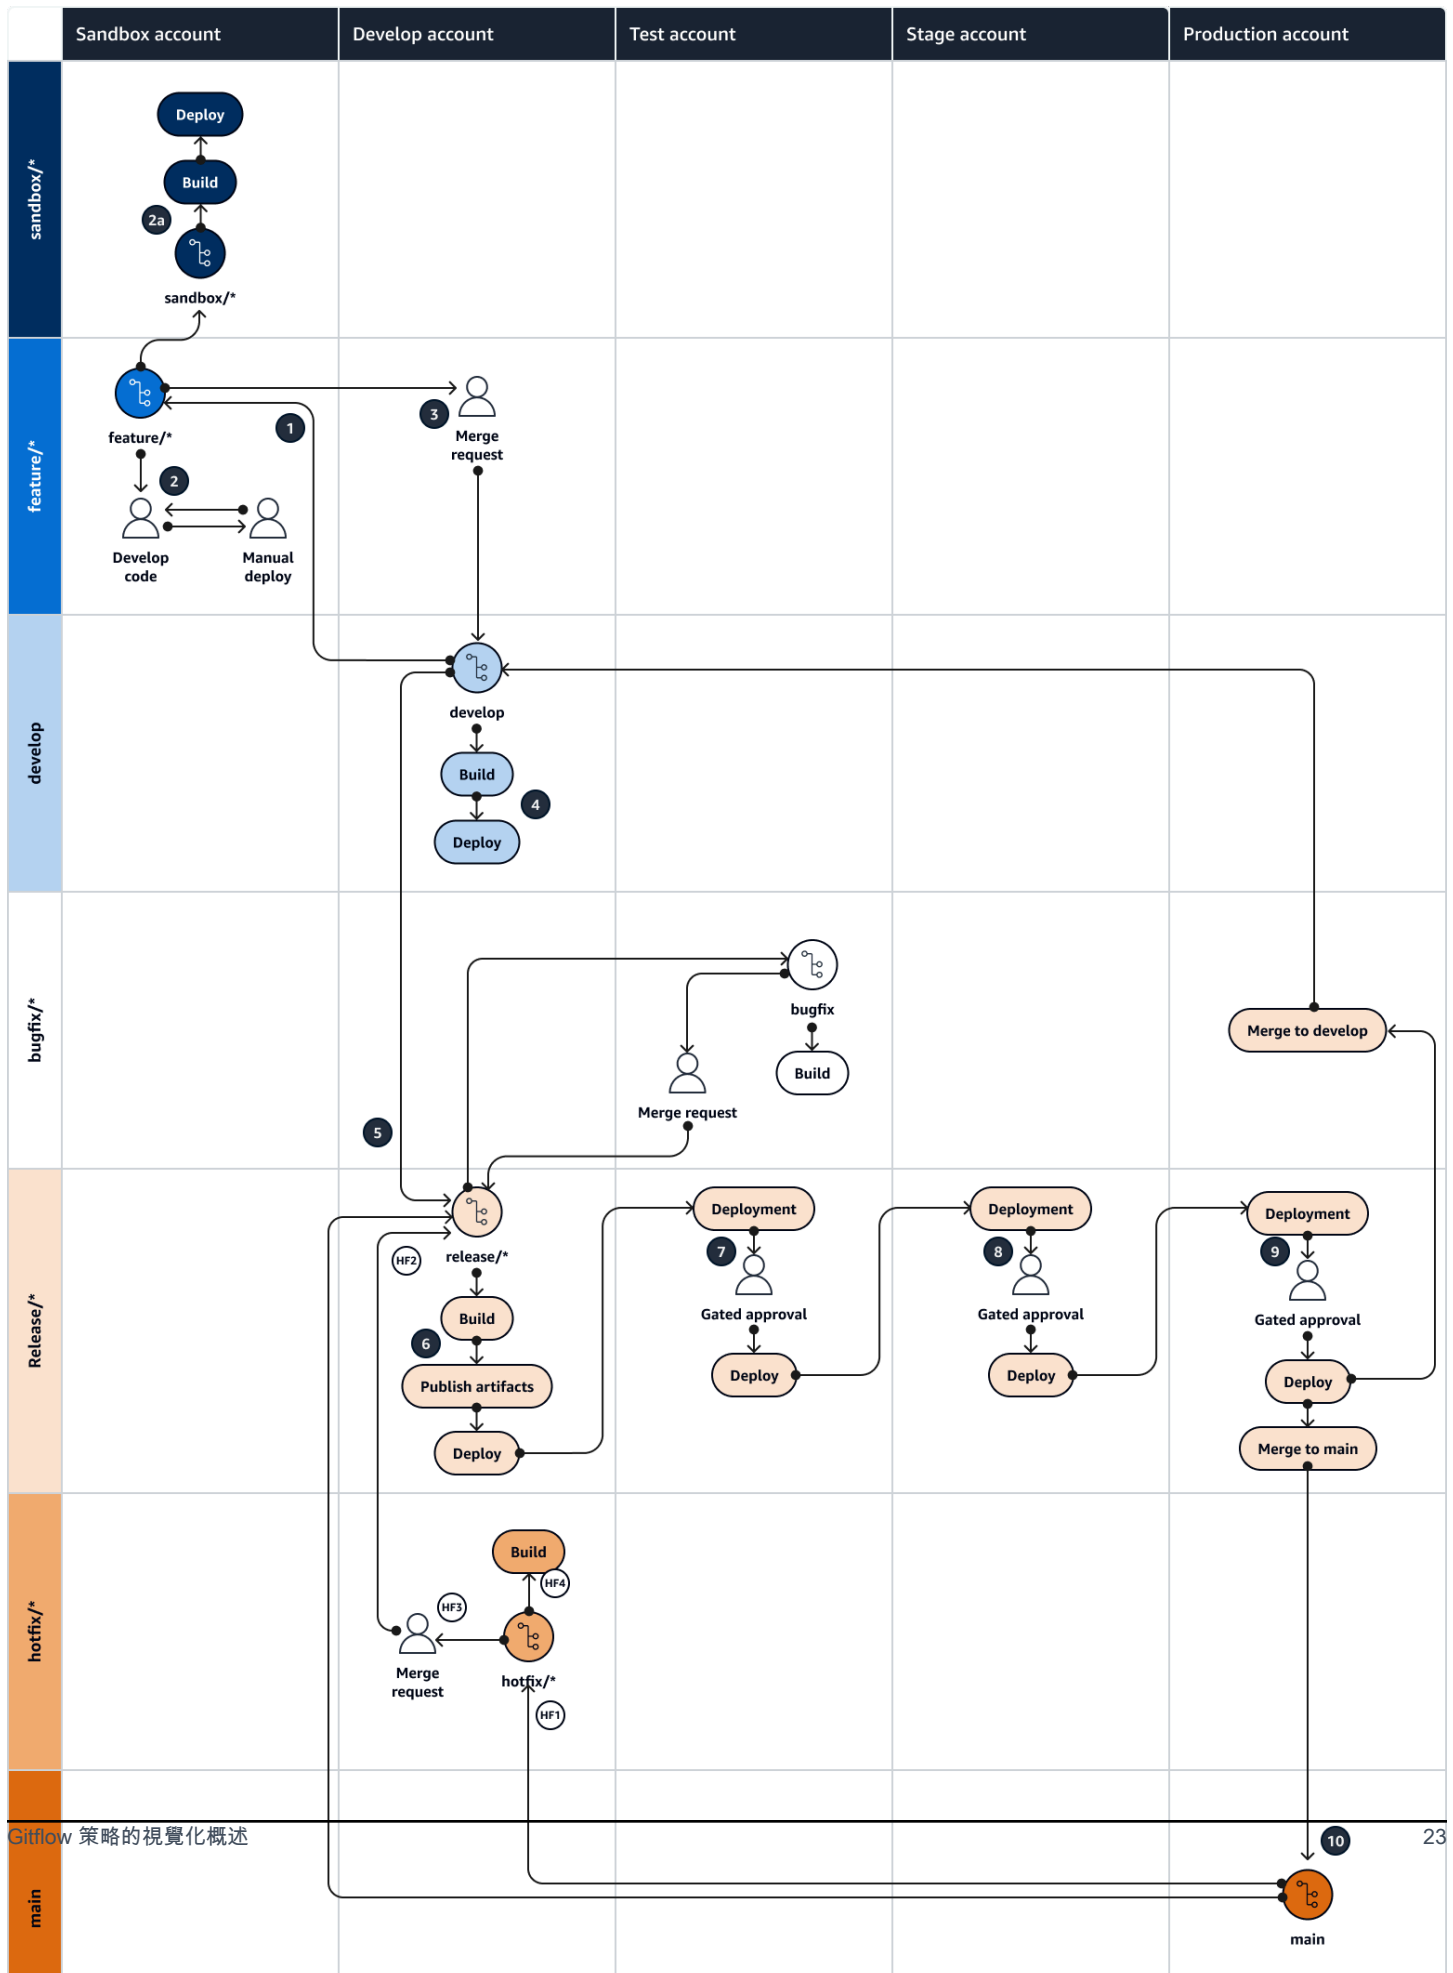 Sandbox account
Develop account
Test account
Stage account
Production account
sandbox/*
Deploy
Build
2a
sandbox/*
feature/*
feature/*
1
3
Merge
request
2
Develop
code
Manual
deploy
develop
develop
Build
4
Deploy
bugfix/*
bugfix
Build
Merge request
Merge to develop
5
Release/*
release/*
HF2
Build
6
Publish artifacts
Deploy
Deployment
7
Gated approval
Deploy
Deployment
8
Gated approval
Deploy
Deployment
9
Gated approval
Deploy
Merge to main
hotfix/*
Build
HF4
HF3
Merge
request
hotfix/*
HF1
Gitflow 策略的視覺化概述
23
10
main
main